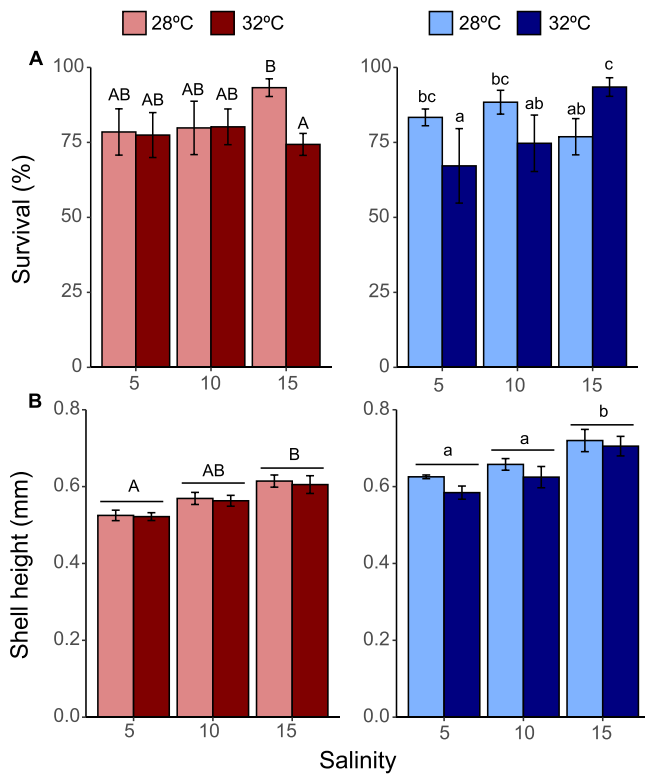 28ºC 32ºC 28ºC 32ºC
A
Survival (%)
100 75 50 25 0
AB AB AB AB B A
5 10 15
100 75 50 25 0
bc a bc ab ab c
5 10 15
B
Shell height (mm)
0.8 0.6 0.4 0.2 0.0
A AB B
5 10 15
0.8 0.6 0.4 0.2 0.0
a a b
5 10 15
Salinity